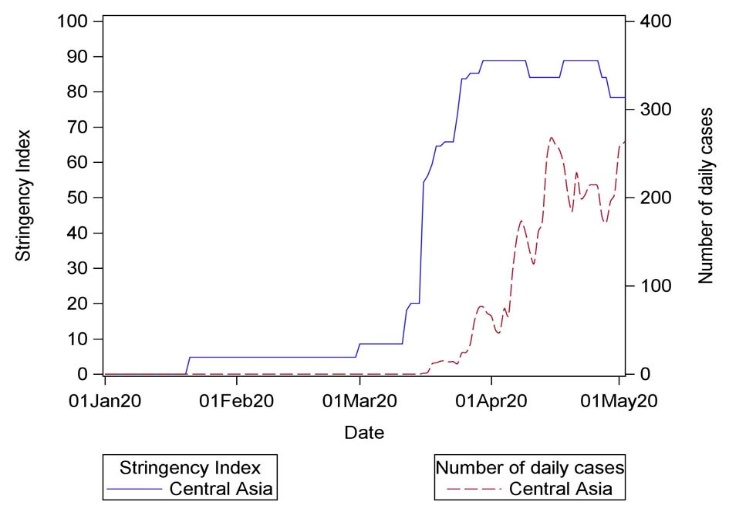 100
90
80
70
60
50
40
30
20
10
0
Stringency Index
400
300
200
100
0
Number of daily cases
01Jan20 01Feb20 01Mar20 01Apr20 01May20
Date
Stringency Index
Central Asia
Number of daily cases
Central Asia